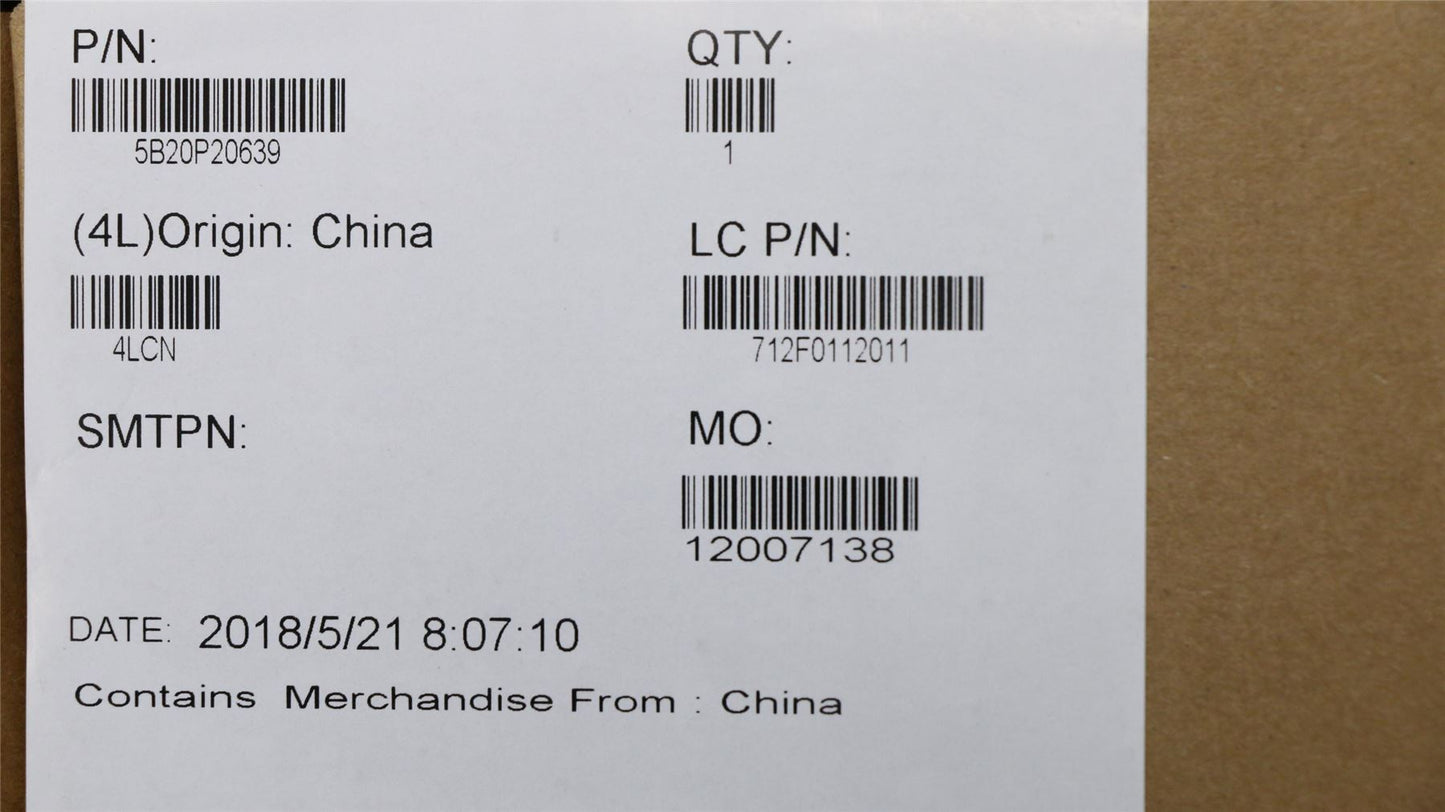 P/N:
5B20P20639
QTY:
1
(4L)Origin: China
4LCN
LC P/N:
712F0112011
SMTPN:
MO:
12007138
DATE: 2018/5/21 8:07:10
Contains Merchandise From : China